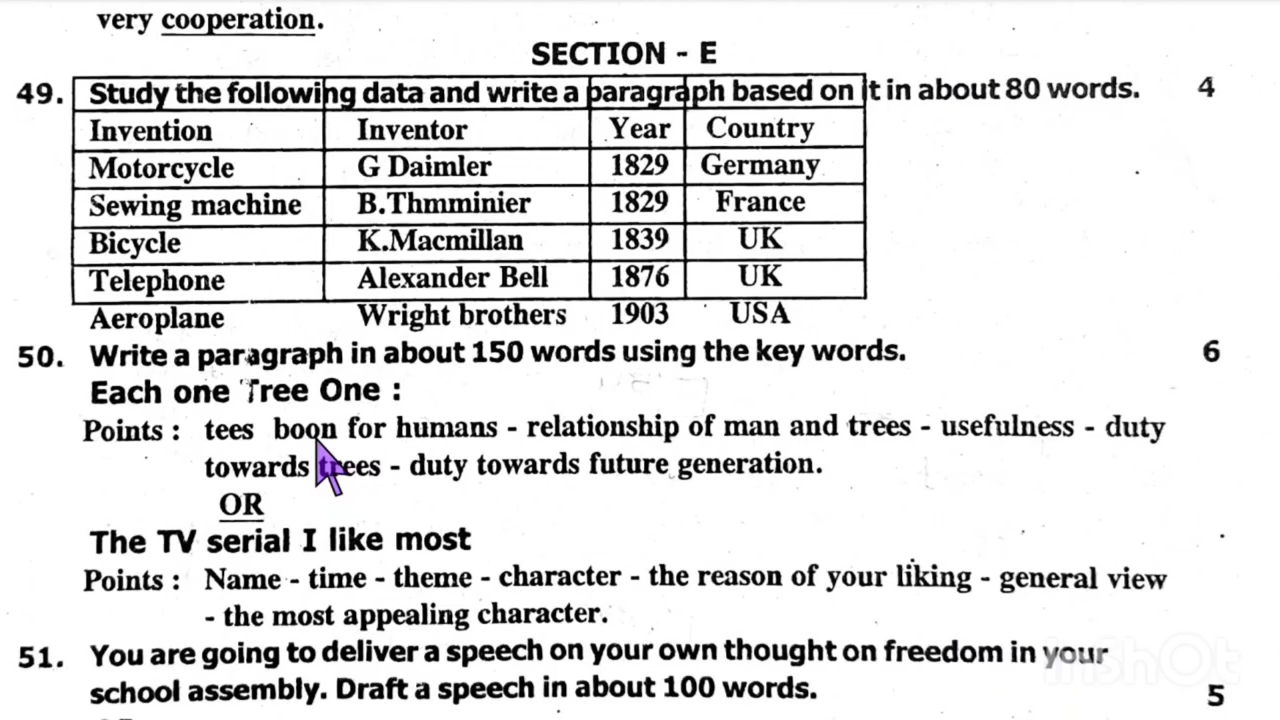 very cooperation.
SECTION - E
49. Study the following data and write a paragraph based on it in about 80 words. 4
Invention Inventor Year Country
Motorcycle G Daimler 1829 Germany
Sewing machine B.Thmminier 1829 France
Bicycle K.Macmillan 1839 UK
Telephone Alexander Bell 1876 UK
Aeroplane Wright brothers 1903 USA
50. Write a paragraph in about 150 words using the key words. 6
Each one Tree One :
Points : tees boon for humans - relationship of man and trees - usefulness - duty
towards trees - duty towards future generation.
OR
The TV serial I like most
Points : Name - time - theme - character - the reason of your liking - general view
- the most appealing character.
51. You are going to deliver a speech on your own thought on freedom in your
school assembly. Draft a speech in about 100 words. 5
InShOt